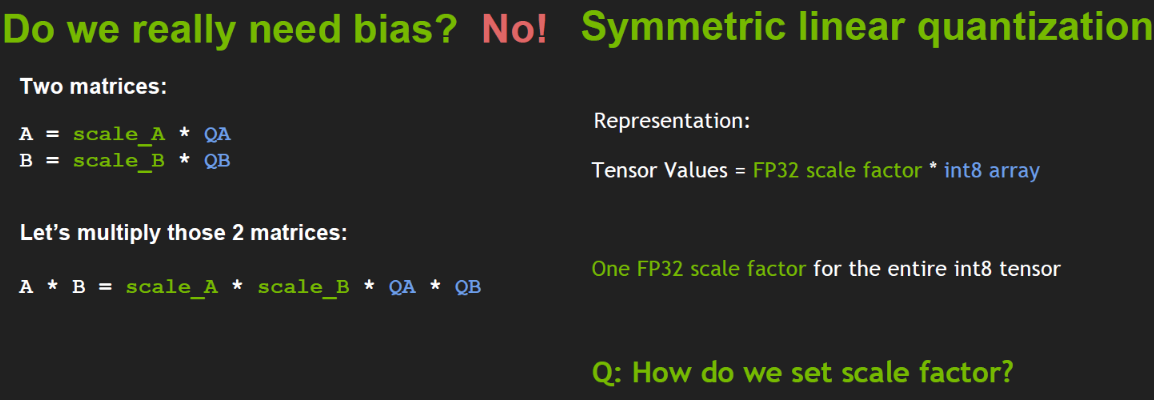 Do we really need bias? No!
Two matrices:
A = scale_A * QA
B = scale_B * QB
Let's multiply those 2 matrices:
A * B = scale_A * scale_B * QA * QB
Symmetric linear quantization
Representation:
Tensor Values = FP32 scale factor * int8 array
One FP32 scale factor for the entire int8 tensor
Q: How do we set scale factor?